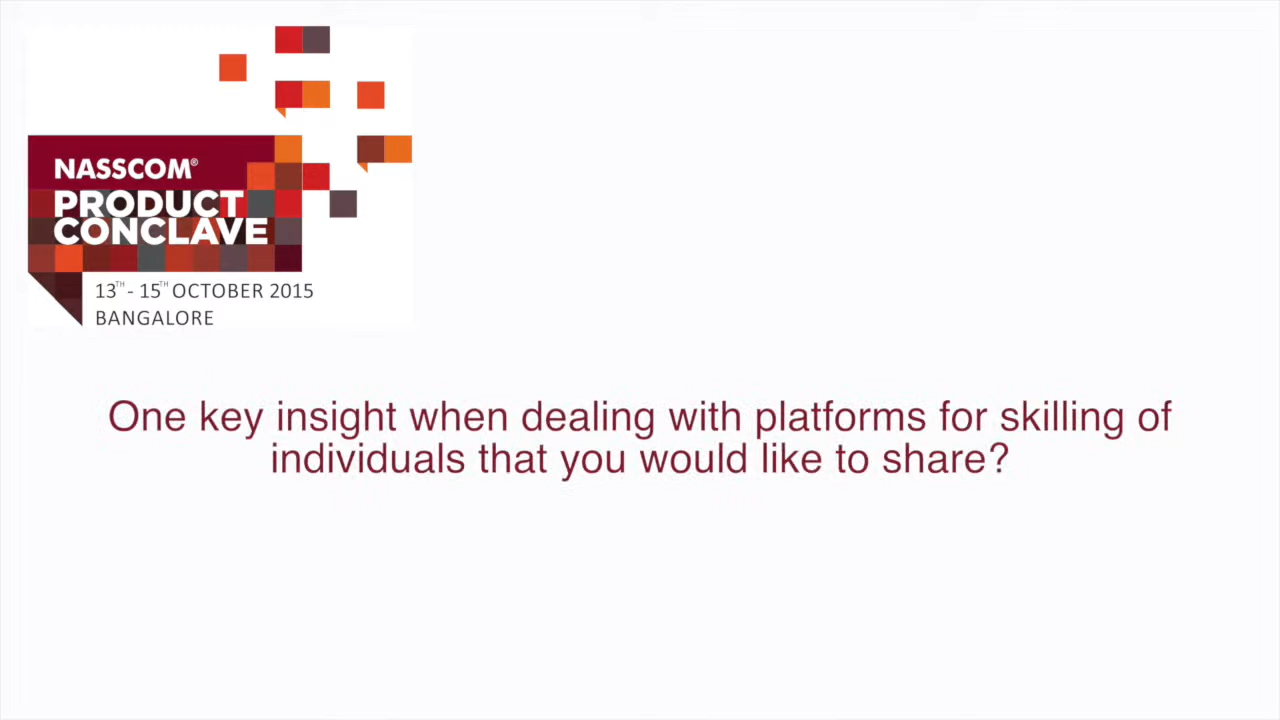 NASSCOM®
PRODUCT
CONCLAVE
13TH - 15TH OCTOBER 2015
BANGALORE
One key insight when dealing with platforms for skilling of
individuals that you would like to share?